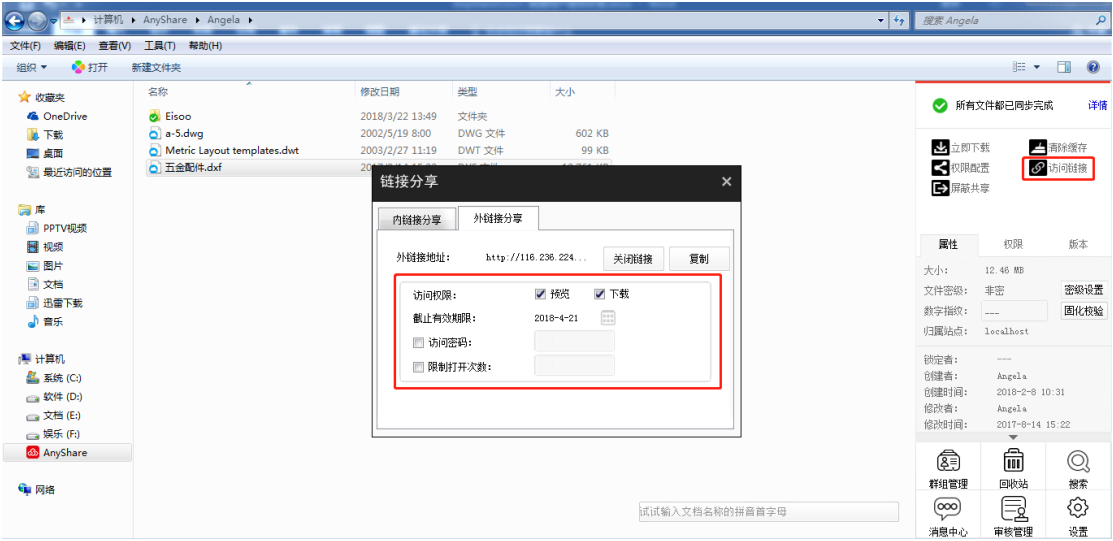 计算机 ▸ AnyShare ▸ Angela ▸
搜索 Angela
文件(F) 编辑(E) 查看(V) 工具(T) 帮助(H)
组织 打开 新建文件夹
收藏夹
OneDrive
下载
桌面
最近访问的位置
库
PPTV视频
视频
图片
文档
迅雷下载
音乐
计算机
系统 (C:)
软件 (D:)
文档 (E:)
娱乐 (F:)
AnyShare
网络
名称 修改日期 类型 大小
Eisoo 2018/3/22 13:49 文件夹
a-5.dwg 2002/5/19 8:00 DWG 文件 602 KB
Metric Layout templates.dwt 2003/2/27 11:19 DWT 文件 99 KB
五金配件.dxf
链接分享
内链接分享 外链接分享
外链接地址: http://116.236.224... 关闭链接 复制
访问权限: 预览 下载
截止有效期限: 2018-4-21
访问密码:
限制打开次数:
试试输入文档名称的拼音首字母
所有文件都已同步完成 详情
立即下载 清除缓存
权限配置 访问链接
屏蔽共享
属性 权限 版本
大小: 12.46 MB
文件密级: 非密 密级设置
数字指纹: --- 固化校验
归属站点: localhost
锁定者: ---
创建者: Angela
创建时间: 2018-2-8 10:31
修改者: Angela
修改时间: 2017-8-14 15:22
群组管理 回收站 搜索
消息中心 审核管理 设置